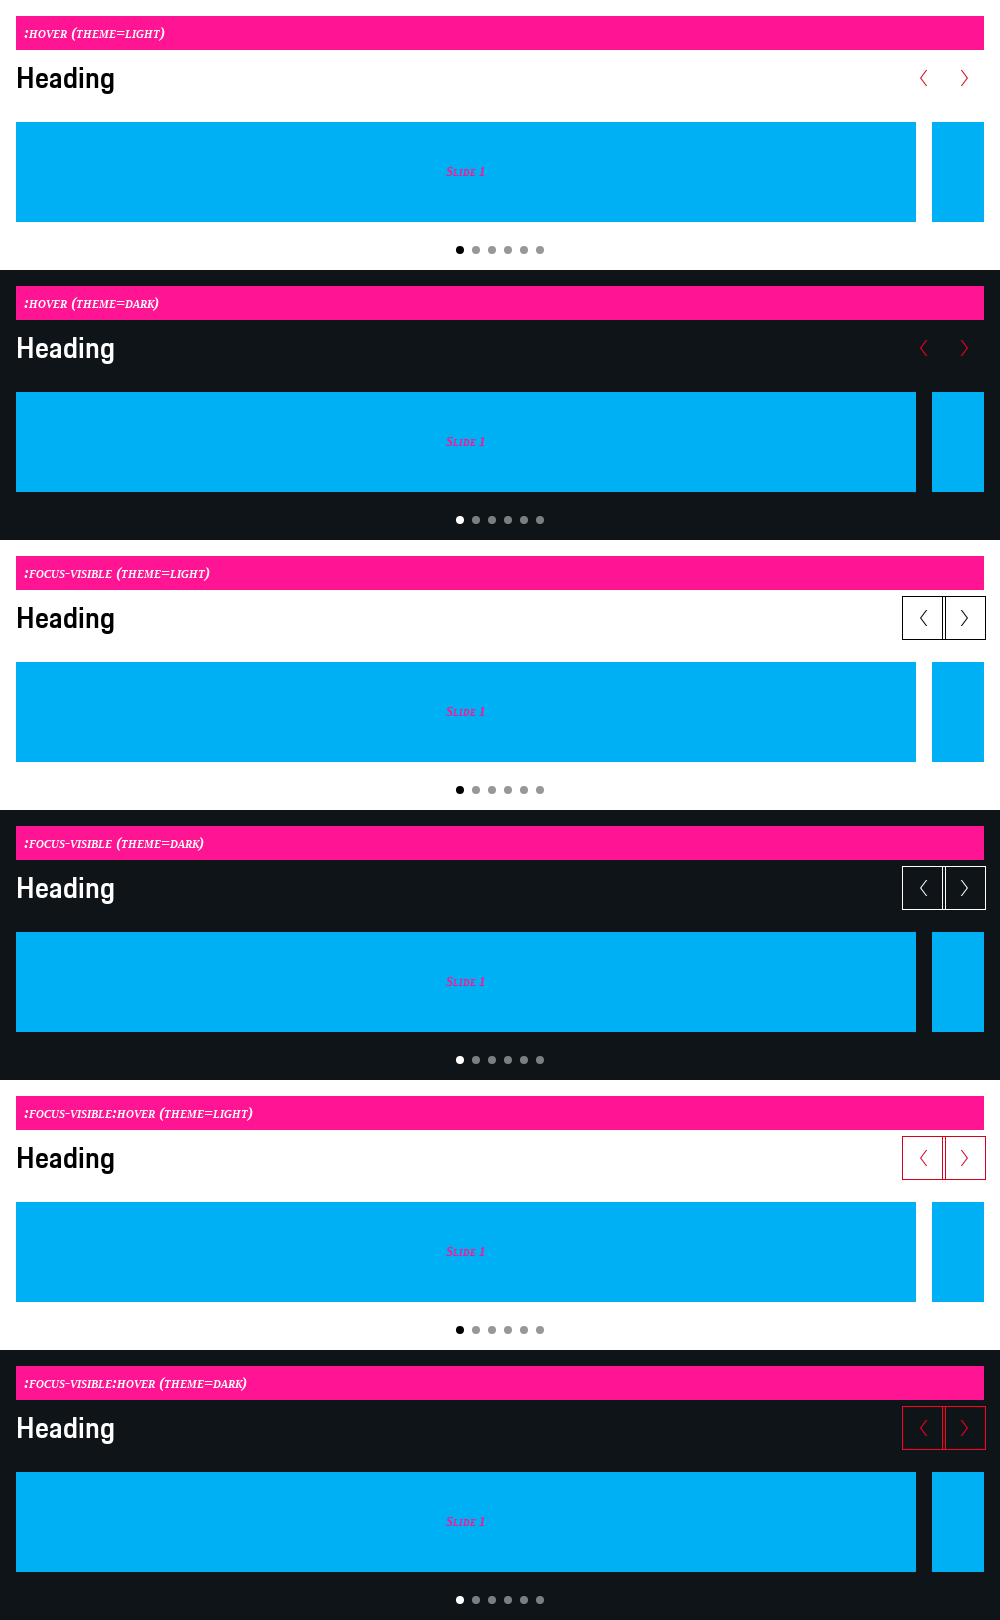 :hover (theme=light)
Heading
Slide 1
:hover (theme=dark)
Heading
Slide 1
:focus-visible (theme=light)
Heading
Slide 1
:focus-visible (theme=dark)
Heading
Slide 1
:focus-visible:hover (theme=light)
Heading
Slide 1
:focus-visible:hover (theme=dark)
Heading
Slide 1